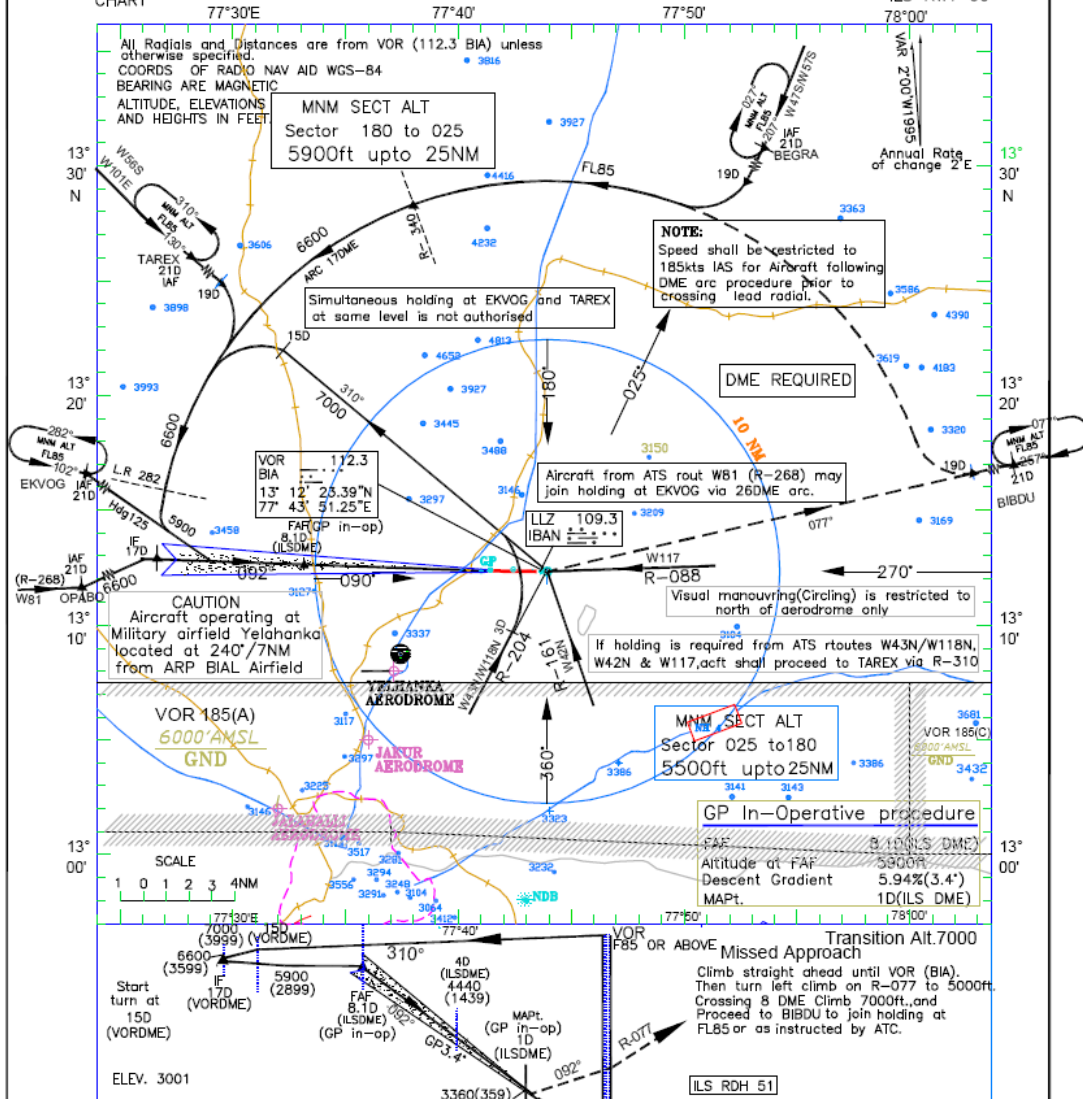 CHART
77°30'E
77°40'
77°50'
78°00'
All Radials and Distances are from VOR (112.3 BIA) unless
otherwise specified.
COORDS OF RADIO NAV AID WGS-84
BEARING ARE MAGNETIC
ALTITUDE, ELEVATIONS
AND HEIGHTS IN FEET.
MNM SECT ALT
Sector 180 to 025
5900ft upto 25NM
3816
3927
4416
4232
FL85
R-340
6600
ARC 17DME
027°
MNM ALT
FL85
207°
W47S/W57S
IAF
21D
BEGRA
19D
VAR 2°00'W1995
Annual Rate
of change 2'E
13°
30'
N
13°
30'
N
W56S
W101E
310°
MNM ALT
FL85
130°
TAREX
21D
IAF
19D
3606
3898
3363
NOTE:
Speed shall be restricted to
185kts IAS for Aircraft following
DME arc procedure prior to
crossing lead radial.
3586
4390
Simultaneous holding at EKVOG and TAREX
at same level is not authorised
15D
4813
4652
3927
3445
3488
310°
7000
180°
025°
3619
4183
DME REQUIRED
3320
13°
20'
13°
20'
3993
6600
10 NM
3150
282°
MNM ALT
FL85
102°
EKVOG
IAF
21D
L.R 282
Hdg125
5900
3458
VOR 112.3
BIA
13° 12' 23.39"N
77° 43' 51.25"E
3297
3146
Aircraft from ATS rout W81 (R-268) may
join holding at EKVOG via 26DME arc.
3209
077°
MNM ALT
FL85
257°
19D
21D
BIBDU
3169
077°
LLZ 109.3
IBAN
FAF(GP in-op)
8.1D
(ILSDME)
IF
17D
IAF
21D
(R-268)
W81
OPABO
6600
092°
090°
GP
W117
R-088
270°
3127
CAUTION
Aircraft operating at
Military airfield Yelahanka
located at 240°/7NM
from ARP BIAL Airfield
3337
YELHANKA
AERODROME
3D
R-204
W43N/W118N
R-161
W42N
Visual manouvring(Circling) is restricted to
north of aerodrome only
3104
If holding is required from ATS rtoutes W43N/W118N,
W42N & W117,acft shall proceed to TAREX via R-310
13°
10'
13°
10'
VOR 185(A)
6000'AMSL
GND
3117
JAKUR
AERODROME
3297
360°
MNM SECT ALT
Sector 025 to180
5500ft upto 25NM
3386
3681
VOR 185(C)
6000'AMSL
GND
3386
3432
3141
3143
3223
3146
JALAHALLI
AERODROME
3323
GP In-Operative procedure
FAF 8.1D(ILS DME)
Altitude at FAF 5900ft
Descent Gradient 5.94%(3.4°)
MAPt. 1D(ILS DME)
13°
00'
13°
00'
3517
3281
3294
3556
3291
3248
3104
3064
3412
3232
NDB
SCALE
1 0 1 2 3 4NM
77°30'E
77°40'
77°50'
78°00'
7000
(3999)
15D
(VORDME)
6600
(3599)
IF
17D
(VORDME)
5900
(2899)
Start
turn at
15D
(VORDME)
310°
FAF
8.1D
(ILSDME)
(GP in-op)
092°
GP3.4°
4D
(ILSDME)
4440
(1439)
MAPt.
(GP in-op)
1D
(ILSDME)
092°
R-077
VOR
F85 OR ABOVE
Transition Alt.7000
Missed Approach
Climb straight ahead until VOR (BIA).
Then turn left climb on R-077 to 5000ft.
Crossing 8 DME Climb 7000ft.,and
Proceed to BIBDU to join holding at
FL85 or as instructed by ATC.
ELEV. 3001
3360(359)
ILS RDH 51